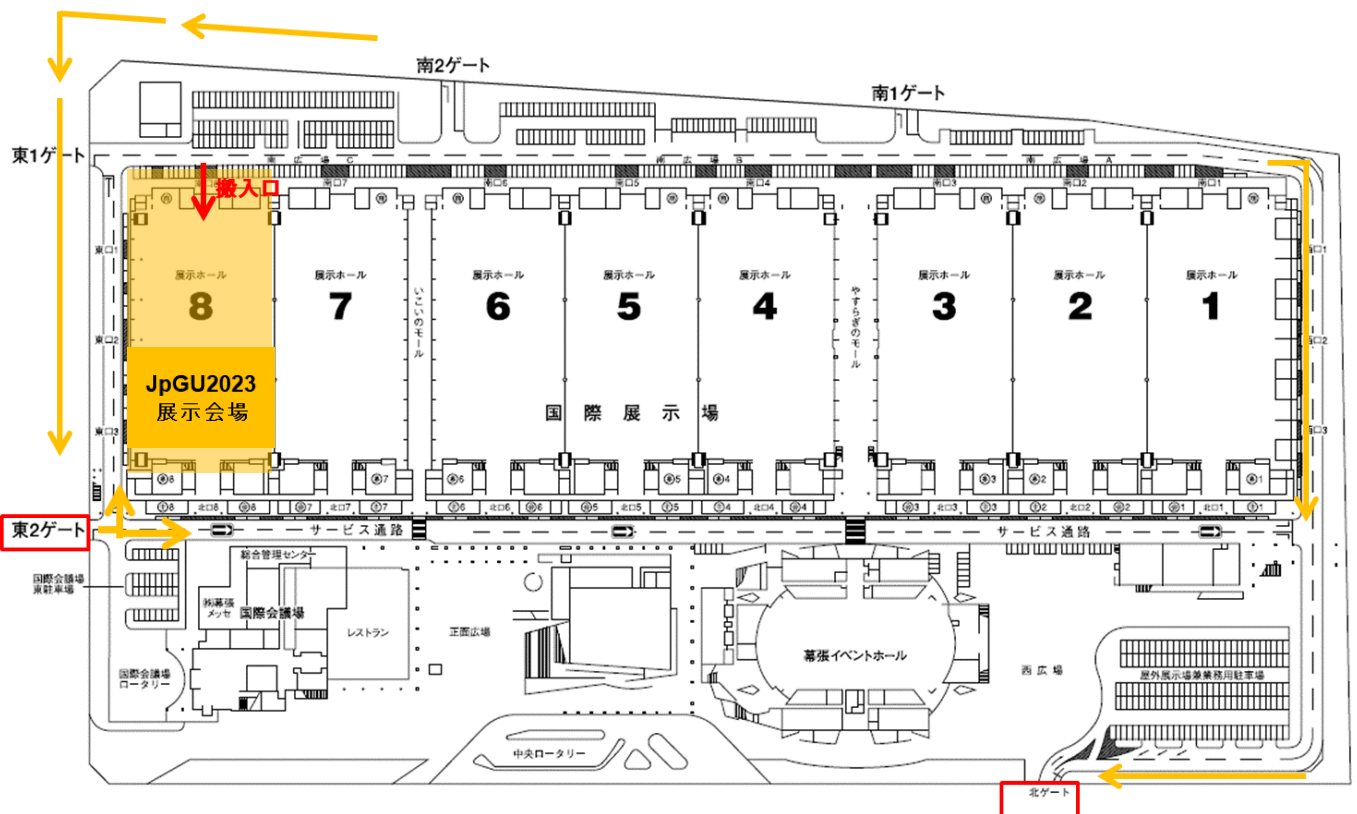 南2ゲート
南1ゲート
東1ゲート
南広場C
南広場B
南広場A
搬入口
南口7
南口6
南口5
南口4
南口3
南口2
南口1
東口1
東口2
東口3
西口1
西口2
西口3
展示ホール
8
展示ホール
7
展示ホール
6
展示ホール
5
展示ホール
4
展示ホール
3
展示ホール
2
展示ホール
1
いこいのモール
やすらぎのモール
JpGU2023
展示会場
国際展示場
北口7
北口6
北口5
北口4
北口3
北口2
北口1
東2ゲート
サービス通路
サービス通路
総合管理センター
国際会議場
東駐車場
㈱幕張
メッセ
国際会議場
レストラン
正面広場
幕張イベントホール
西広場
屋外展示場兼業務用駐車場
国際会議場
ロータリー
中央ロータリー
北ゲート